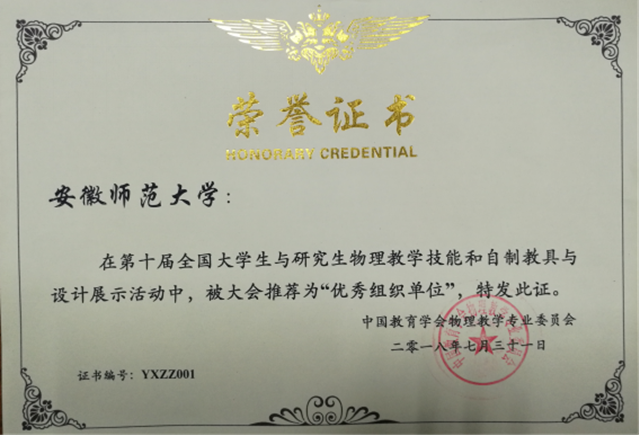 荣誉证书
HONORARY CREDENTIAL
安徽师范大学：
在第十届全国大学生与研究生物理教学技能和自制教具与
设计展示活动中，被大会推荐为“优秀组织单位”，特发此证。
中国教育学会物理教学专业委员会
二〇一八年七月三十一日
证书编号：YXZZ001